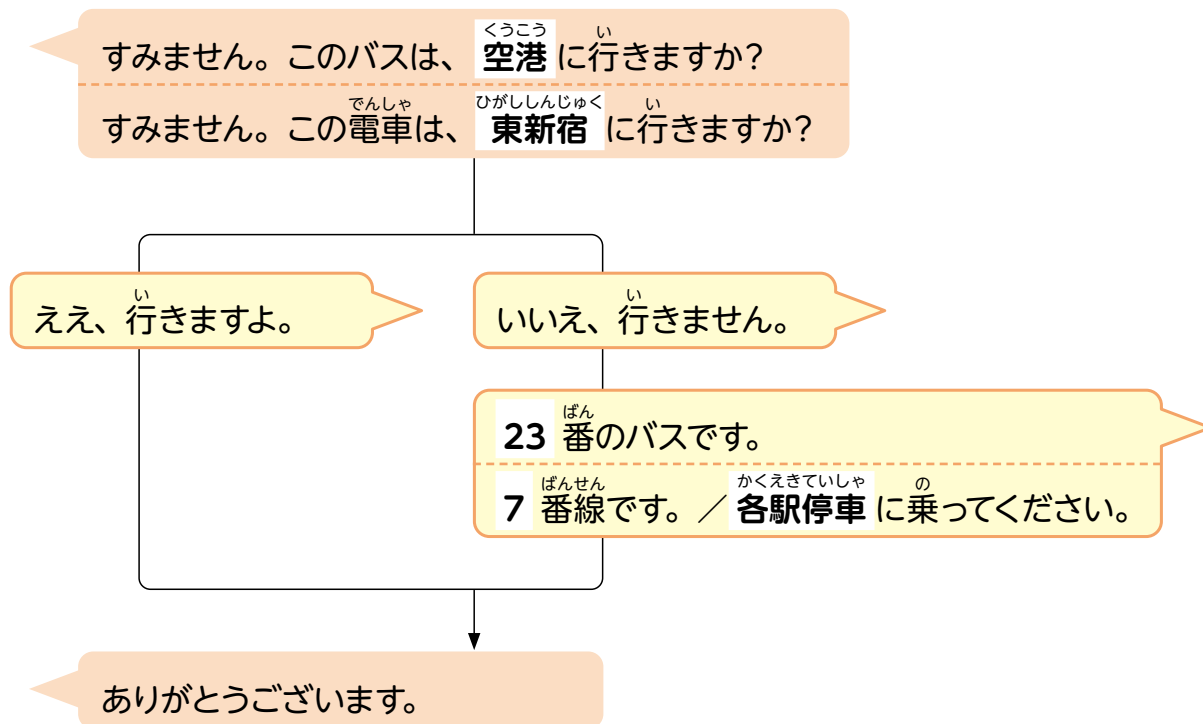 すみません。このバスは、空港に行きますか?
すみません。この電車は、東新宿に行きますか?
ええ、行きますよ。
いいえ、行きません。
23番のバスです。
7番線です。／各駅停車に乗ってください。
ありがとうございます。